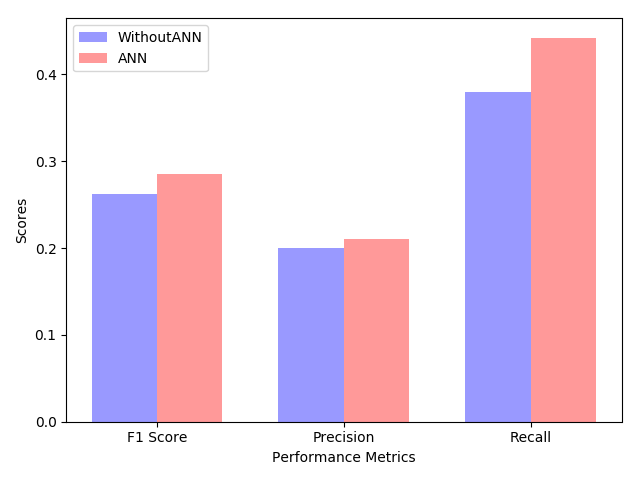 WithoutANN
ANN
Scores
0.4
0.3
0.2
0.1
0.0
F1 Score
Precision
Recall
Performance Metrics